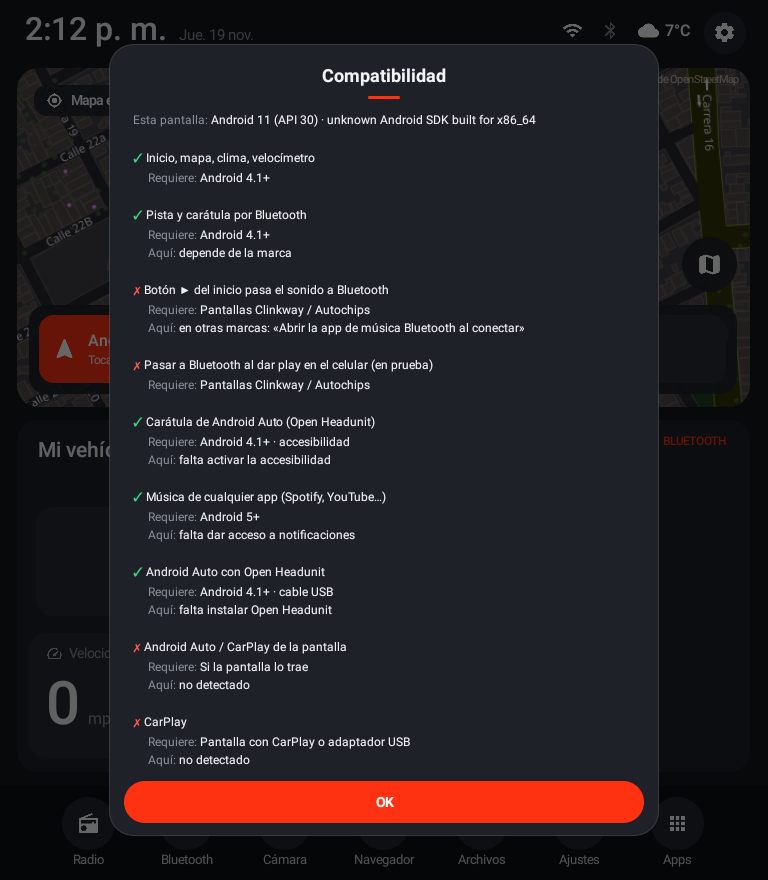 2:12 p. m.
Jue. 19 nov.
7°C
Compatibilidad
de OpenStreetMap
Mapa
Carrera 16
Calle 22a
Calle 22B
Esta pantalla: Android 11 (API 30) · unknown Android SDK built for x86_64
✓ Inicio, mapa, clima, velocímetro
Requiere: Android 4.1+
✓ Pista y carátula por Bluetooth
Requiere: Android 4.1+
Aquí: depende de la marca
✗ Botón ► del inicio pasa el sonido a Bluetooth
Requiere: Pantallas Clinkway / Autochips
Aquí: en otras marcas: «Abrir la app de música Bluetooth al conectar»
✗ Pasar a Bluetooth al dar play en el celular (en prueba)
Requiere: Pantallas Clinkway / Autochips
✓ Carátula de Android Auto (Open Headunit)
Requiere: Android 4.1+ · accesibilidad
Aquí: falta activar la accesibilidad
✓ Música de cualquier app (Spotify, YouTube…)
Requiere: Android 5+
Aquí: falta dar acceso a notificaciones
✓ Android Auto con Open Headunit
Requiere: Android 4.1+ · cable USB
Aquí: falta instalar Open Headunit
✗ Android Auto / CarPlay de la pantalla
Requiere: Si la pantalla lo trae
Aquí: no detectado
✗ CarPlay
Requiere: Pantalla con CarPlay o adaptador USB
Aquí: no detectado
OK
Mi vehíc
BLUETOOTH
Velocid
0 mp
Radio
Bluetooth
Cámara
Navegador
Archivos
Ajustes
Apps